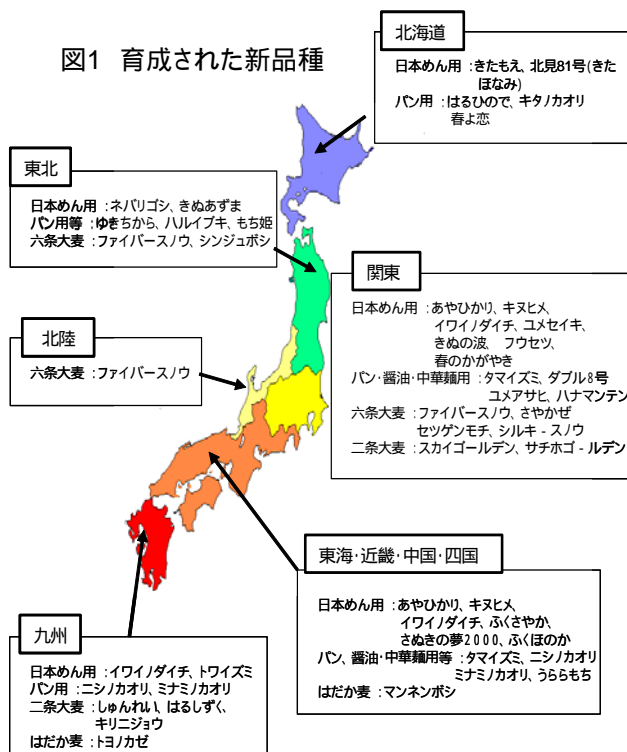 図1 育成された新品種
北海道
日本めん用:きたもえ、北見81号(きた
ほなみ)
パン用:はるひので、キタノカオリ
春よ恋
東北
日本めん用:ネバリゴシ、きぬあずま
パン用等:ゆきちから、ハルイブキ、もち姫
六条大麦:ファイバースノウ、シンジュボシ
関東
日本めん用:あやひかり、キヌヒメ、
イワイノダイチ、ユメセイキ、
きぬの波、フウセツ、
春のかがやき
パン・醤油・中華麺用:タマイズミ、ダブル8号
ユメアサヒ、ハナマンテン
六条大麦:ファイバースノウ、さやかぜ
セツゲンモチ、シルキ-スノウ
二条大麦:スカイゴールデン、サチホゴ-ルデン
北陸
六条大麦:ファイバースノウ
東海・近畿・中国・四国
日本めん用:あやひかり、キヌヒメ、
イワイノダイチ、ふくさやか、
さぬきの夢2000、ふくほのか
パン、醤油・中華麺用等:タマイズミ、ニシノカオリ
ミナミノカオリ、うららもち
はだか麦:マンネンボシ
九州
日本めん用:イワイノダイチ、トワイズミ
パン用:ニシノカオリ、ミナミノカオリ
二条大麦:しゅんれい、はるしずく、
キリニジョウ
はだか麦:トヨノカゼ